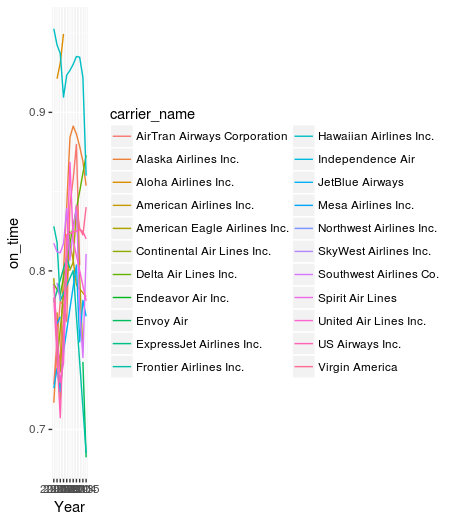 carrier_name
AirTran Airways Corporation
Hawaiian Airlines Inc.
Alaska Airlines Inc.
Independence Air
Aloha Airlines Inc.
JetBlue Airways
American Airlines Inc.
Mesa Airlines Inc.
American Eagle Airlines Inc.
Northwest Airlines Inc.
Continental Air Lines Inc.
SkyWest Airlines Inc.
Delta Air Lines Inc.
Southwest Airlines Co.
Endeavor Air Inc.
Spirit Air Lines
Envoy Air
United Air Lines Inc.
ExpressJet Airlines Inc.
US Airways Inc.
Frontier Airlines Inc.
Virgin America
on_time
0.9
0.8
0.7
Year